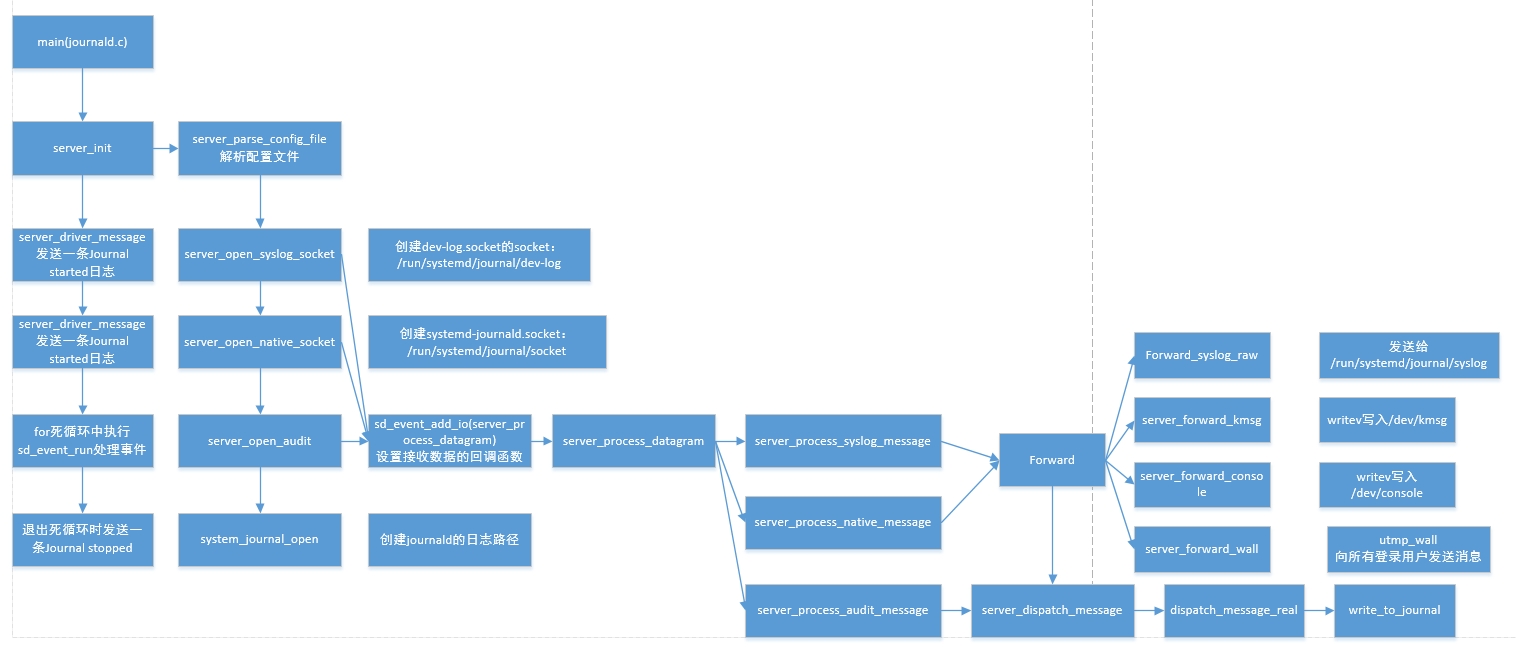 main(journald.c)
server_init
server_parse_config_file
解析配置文件
server_driver_message
发送一条Journal
started日志
server_open_syslog_socket
创建dev-log.socket的socket：
/run/systemd/journal/dev-log
server_driver_message
发送一条Journal
started日志
server_open_native_socket
创建systemd-journald.socket：
/run/systemd/journal/socket
Forward_syslog_raw
发送给
/run/systemd/journal/syslog
server_forward_kmsg
writev写入/dev/kmsg
for死循环中执行
sd_event_run处理事件
server_open_audit
sd_event_add_io(server_pr
ocess_datagram)
设置接收数据的回调函数
server_process_datagram
server_process_syslog_message
Forward
server_forward_conso
le
writev写入
/dev/console
退出死循环时发送一
条Journal stopped
system_journal_open
创建journald的日志路径
server_process_native_message
server_forward_wall
utmp_wall
向所有登录用户发送消息
server_process_audit_message
server_dispatch_message
dispatch_message_real
write_to_journal